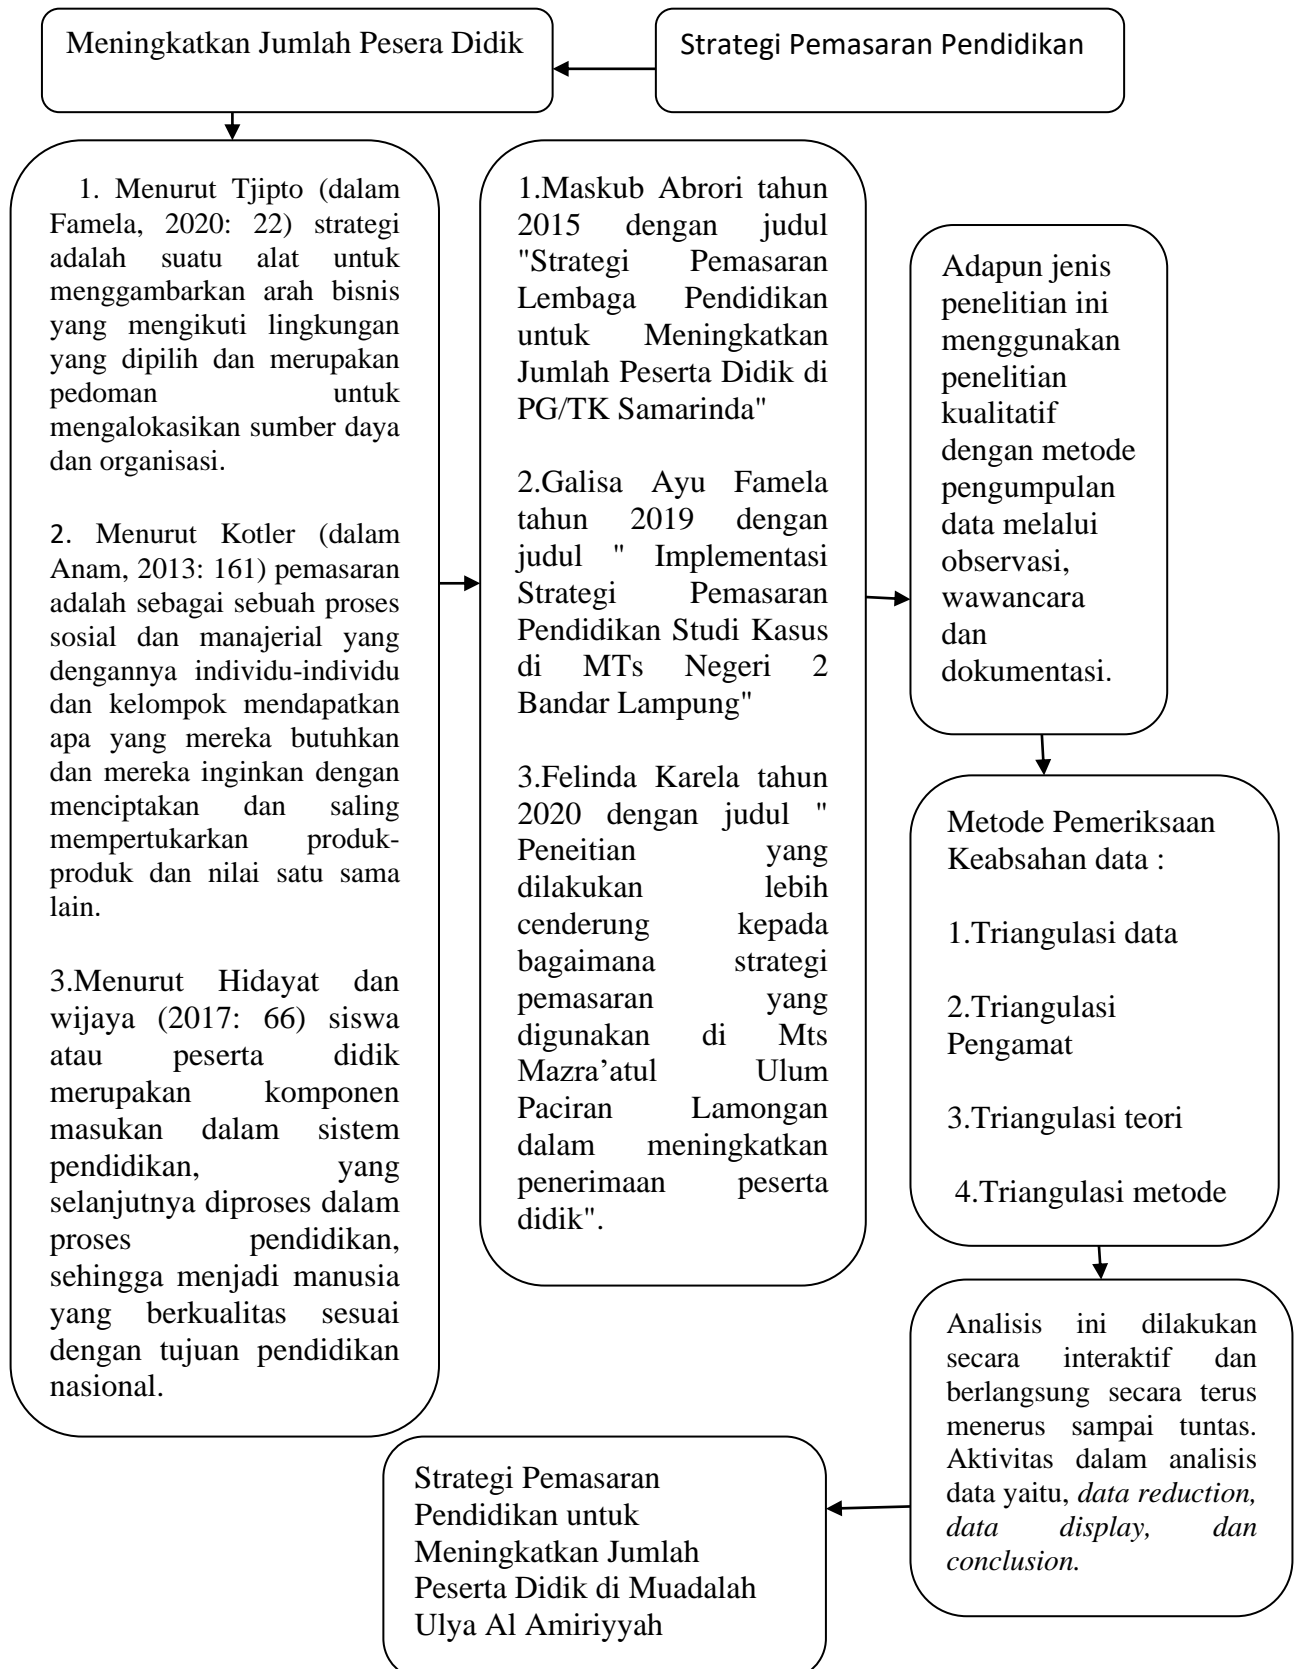 Meningkatkan Jumlah Pesera Didik
Strategi Pemasaran Pendidikan
1. Menurut Tjipto (dalam
Famela, 2020: 22) strategi
adalah suatu alat untuk
menggambarkan arah bisnis
yang mengikuti lingkungan
yang dipilih dan merupakan
pedoman untuk
mengalokasikan sumber daya
dan organisasi.
2. Menurut Kotler (dalam
Anam, 2013: 161) pemasaran
adalah sebagai sebuah proses
sosial dan manajerial yang
dengannya individu-individu
dan kelompok mendapatkan
apa yang mereka butuhkan
dan mereka inginkan dengan
menciptakan dan saling
mempertukarkan produk-
produk dan nilai satu sama
lain.
3.Menurut Hidayat dan
wijaya (2017: 66) siswa
atau peserta didik
merupakan komponen
masukan dalam sistem
pendidikan, yang
selanjutnya diproses dalam
proses pendidikan,
sehingga menjadi manusia
yang berkualitas sesuai
dengan tujuan pendidikan
nasional.
1.Maskub Abrori tahun
2015 dengan judul
"Strategi Pemasaran
Lembaga Pendidikan
untuk Meningkatkan
Jumlah Peserta Didik di
PG/TK Samarinda"
2.Galisa Ayu Famela
tahun 2019 dengan
judul " Implementasi
Strategi Pemasaran
Pendidikan Studi Kasus
di MTs Negeri 2
Bandar Lampung"
3.Felinda Karela tahun
2020 dengan judul "
Peneitian yang
dilakukan lebih
cenderung kepada
bagaimana strategi
pemasaran yang
digunakan di Mts
Mazra’atul Ulum
Paciran Lamongan
dalam meningkatkan
penerimaan peserta
didik".
Adapun jenis
penelitian ini
menggunakan
penelitian
kualitatif
dengan metode
pengumpulan
data melalui
observasi,
wawancara
dan
dokumentasi.
Metode Pemeriksaan
Keabsahan data :
1.Triangulasi data
2.Triangulasi
Pengamat
3.Triangulasi teori
4.Triangulasi metode
Analisis ini dilakukan
secara interaktif dan
berlangsung secara terus
menerus sampai tuntas.
Aktivitas dalam analisis
data yaitu, data reduction,
data display, dan
conclusion.
Strategi Pemasaran
Pendidikan untuk
Meningkatkan Jumlah
Peserta Didik di Muadalah
Ulya Al Amiriyyah